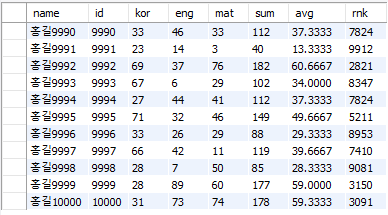 name id kor eng mat sum avg rnk
홍길9990 9990 33 46 33 112 37.3333 7824
홍길9991 9991 23 14 3 40 13.3333 9912
홍길9992 9992 69 37 76 182 60.6667 2821
홍길9993 9993 67 6 29 102 34.0000 8347
홍길9994 9994 27 44 41 112 37.3333 7824
홍길9995 9995 71 32 46 149 49.6667 5211
홍길9996 9996 33 26 29 88 29.3333 8953
홍길9997 9997 66 42 11 119 39.6667 7410
홍길9998 9998 28 7 50 85 28.3333 9081
홍길9999 9999 28 89 60 177 59.0000 3150
홍길10000 10000 31 73 74 178 59.3333 3091